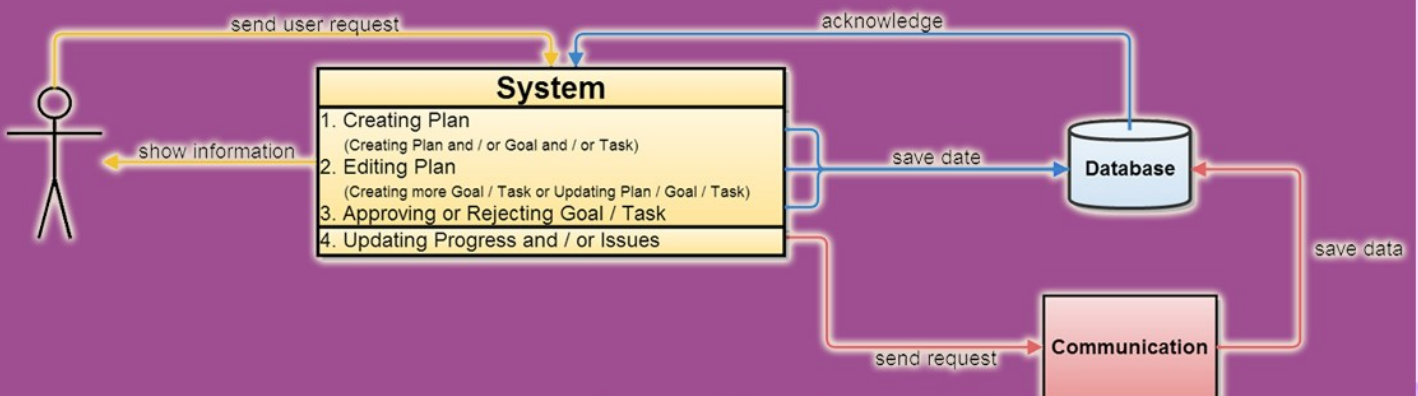 send user request
acknowledge
System
1. Creating Plan
(Creating Plan and / or Goal and / or Task)
2. Editing Plan
(Creating more Goal / Task or Updating Plan / Goal / Task)
3. Approving or Rejecting Goal / Task
4. Updating Progress and / or Issues
show information
save date
Database
save data
send request
Communication